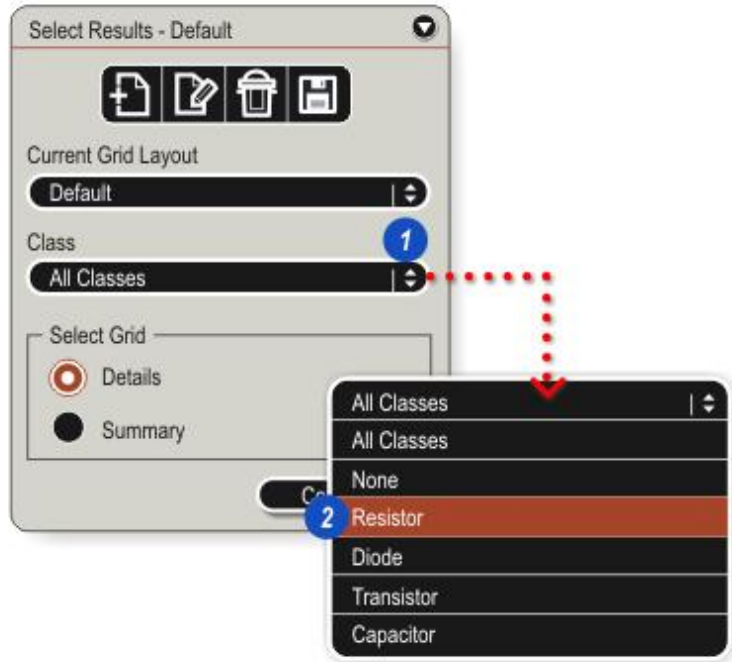 Select Results - Default
Current Grid Layout
Default
Class
1
All Classes
Select Grid
Details
Summary
All Classes
All Classes
None
2
Resistor
Diode
Transistor
Capacitor